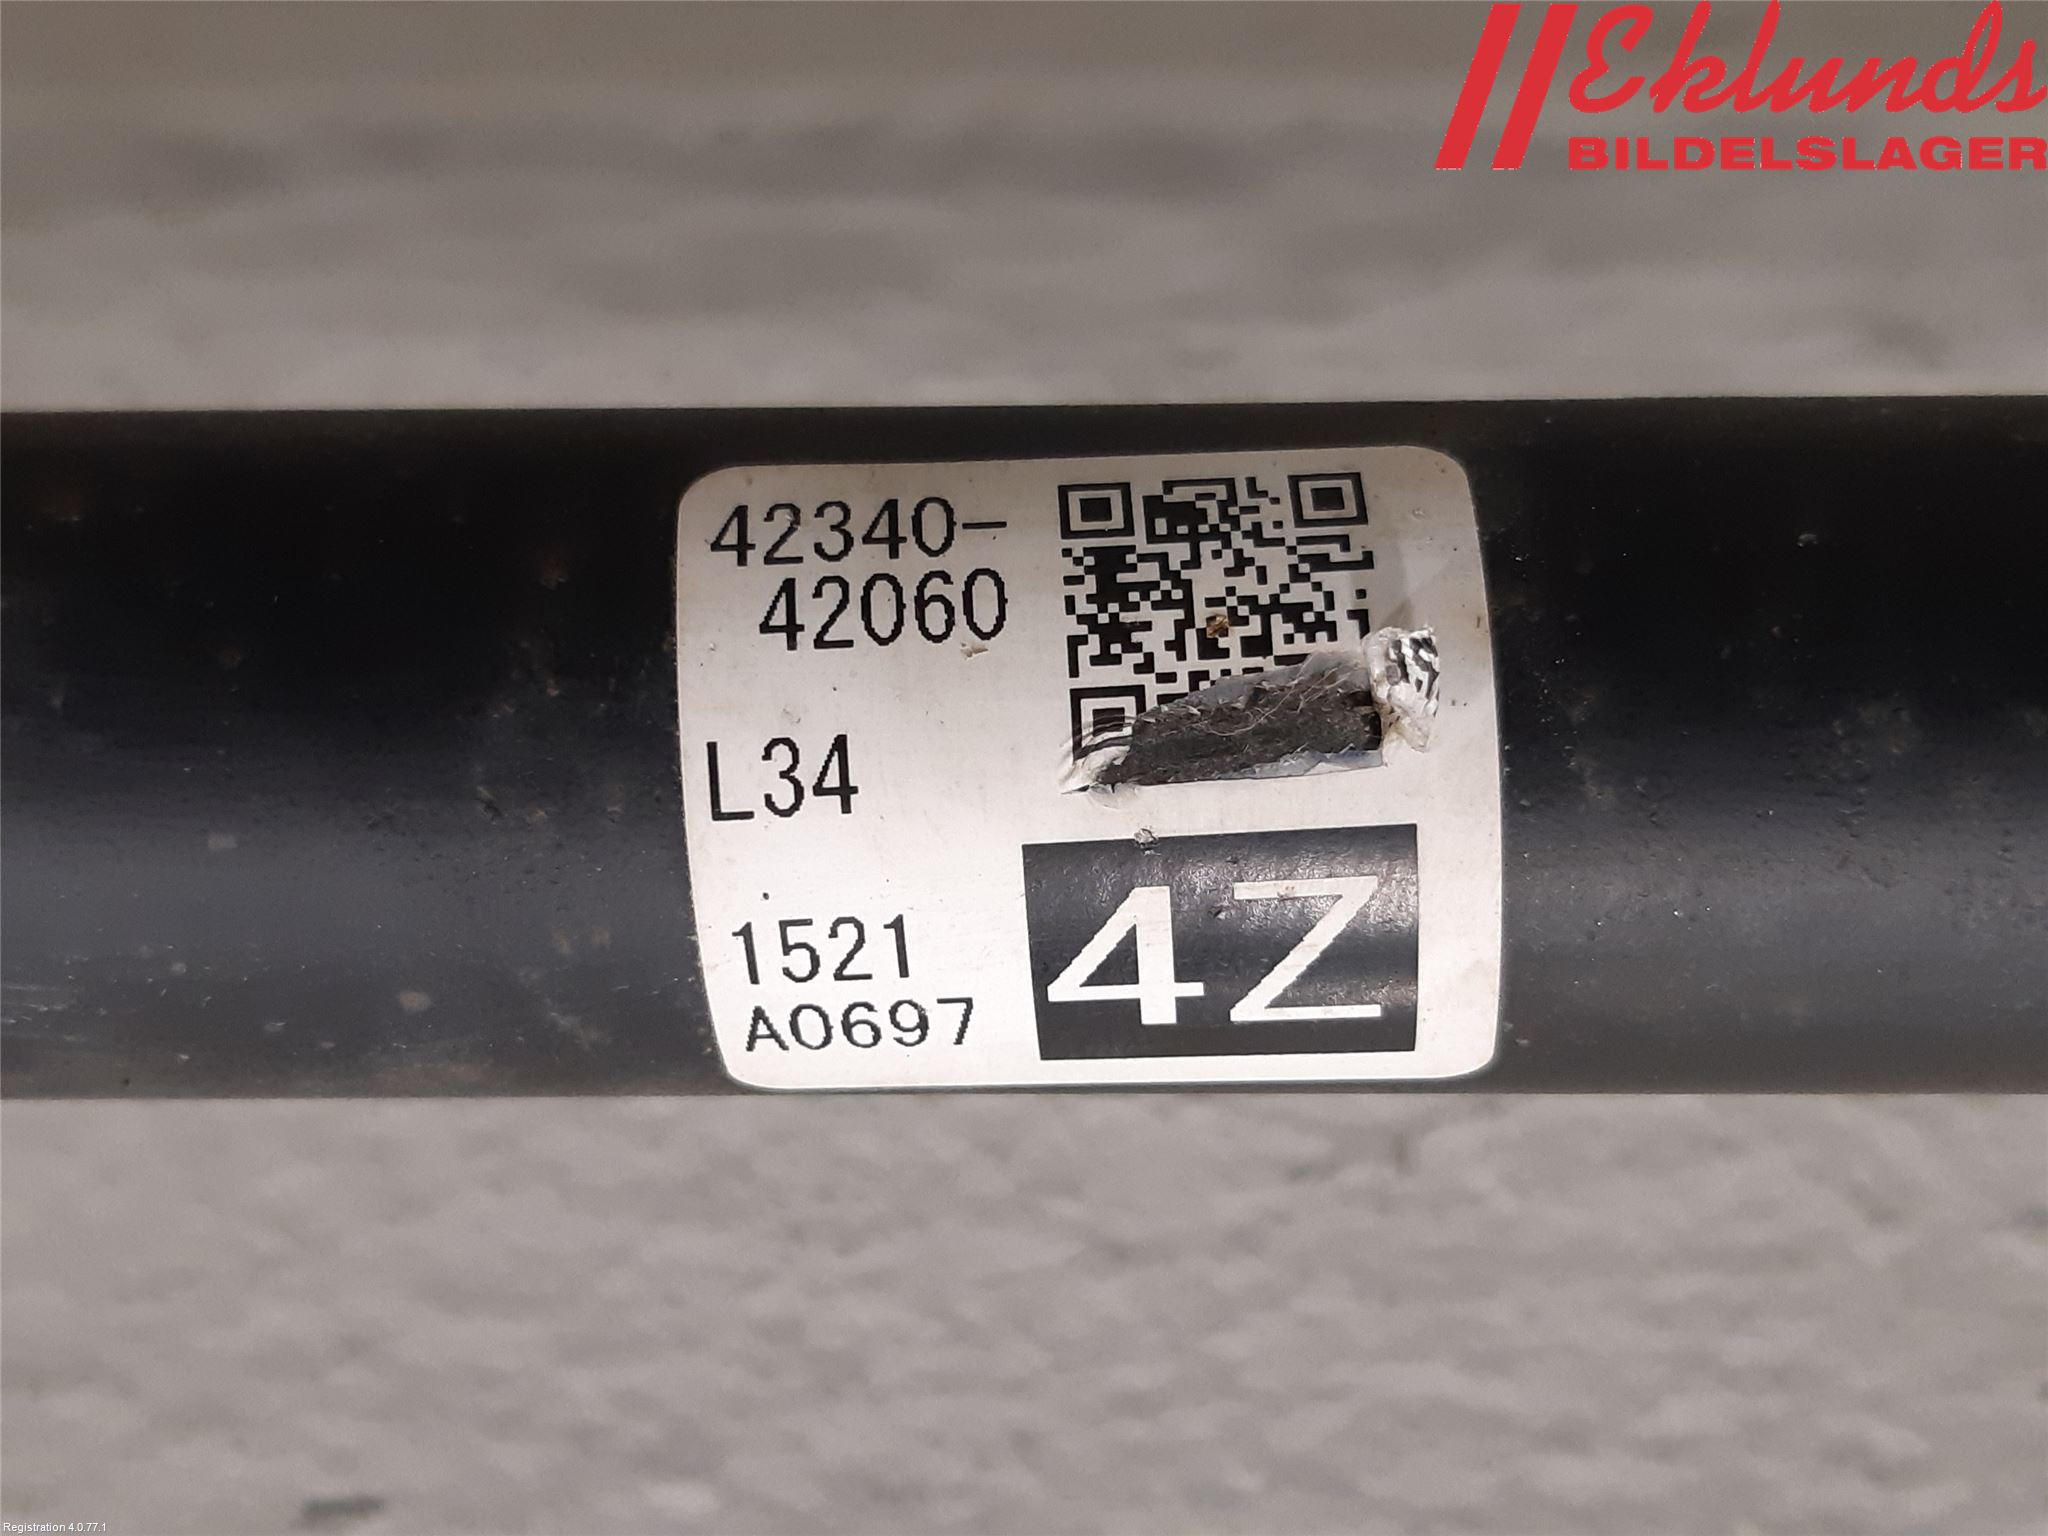 Eklunds
BILDELSLAGER
42340-
42060
L34
1521
A0697
4Z
Registration 4.0.77.1